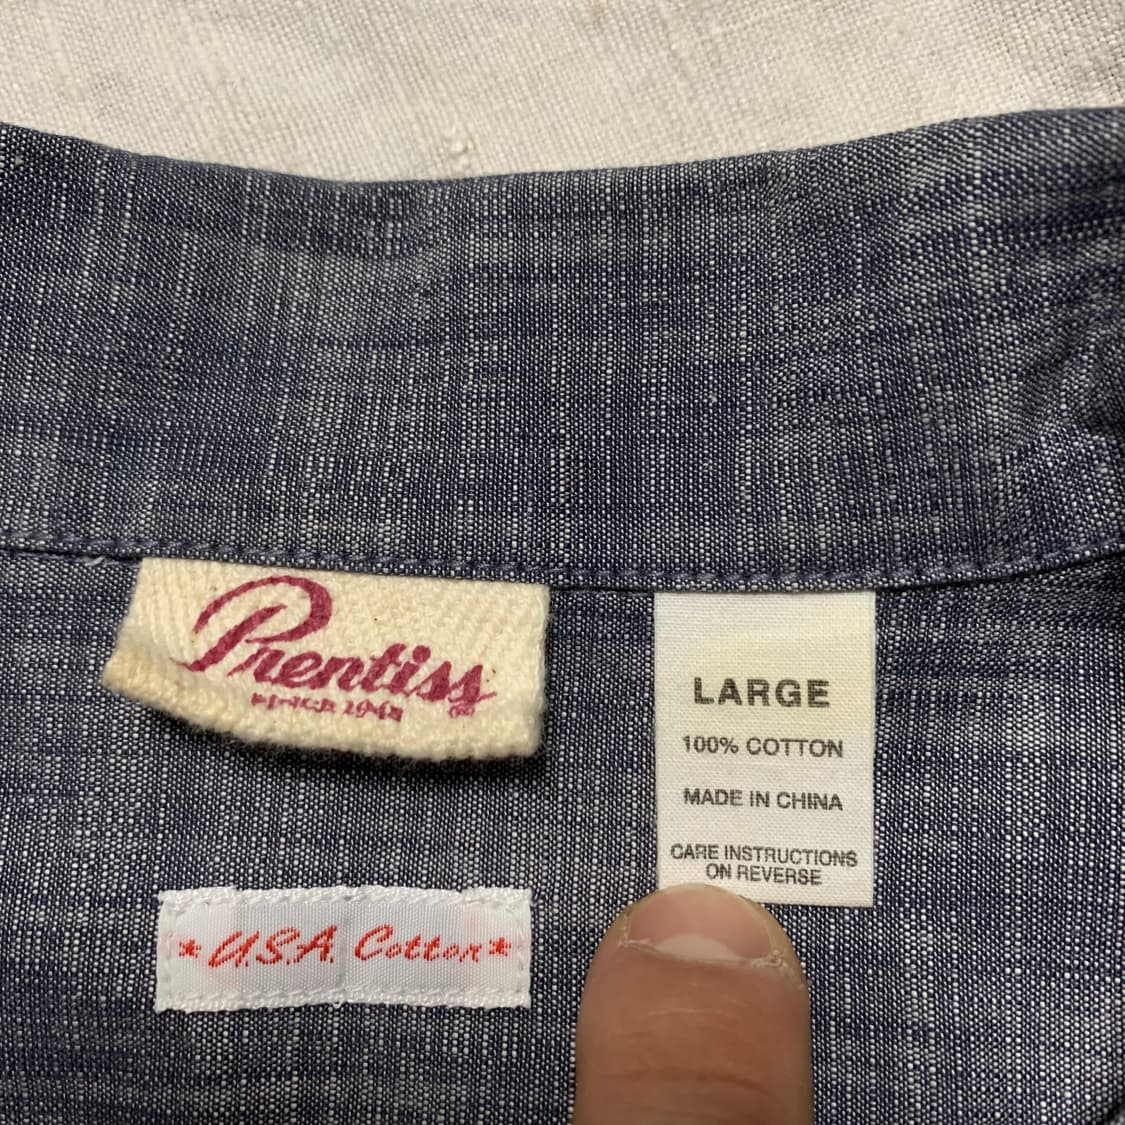 Prentiss
SINCE 1948
LARGE
100% COTTON
MADE IN CHINA
CARE INSTRUCTIONS
ON REVERSE
*U.S.A. Cotton*